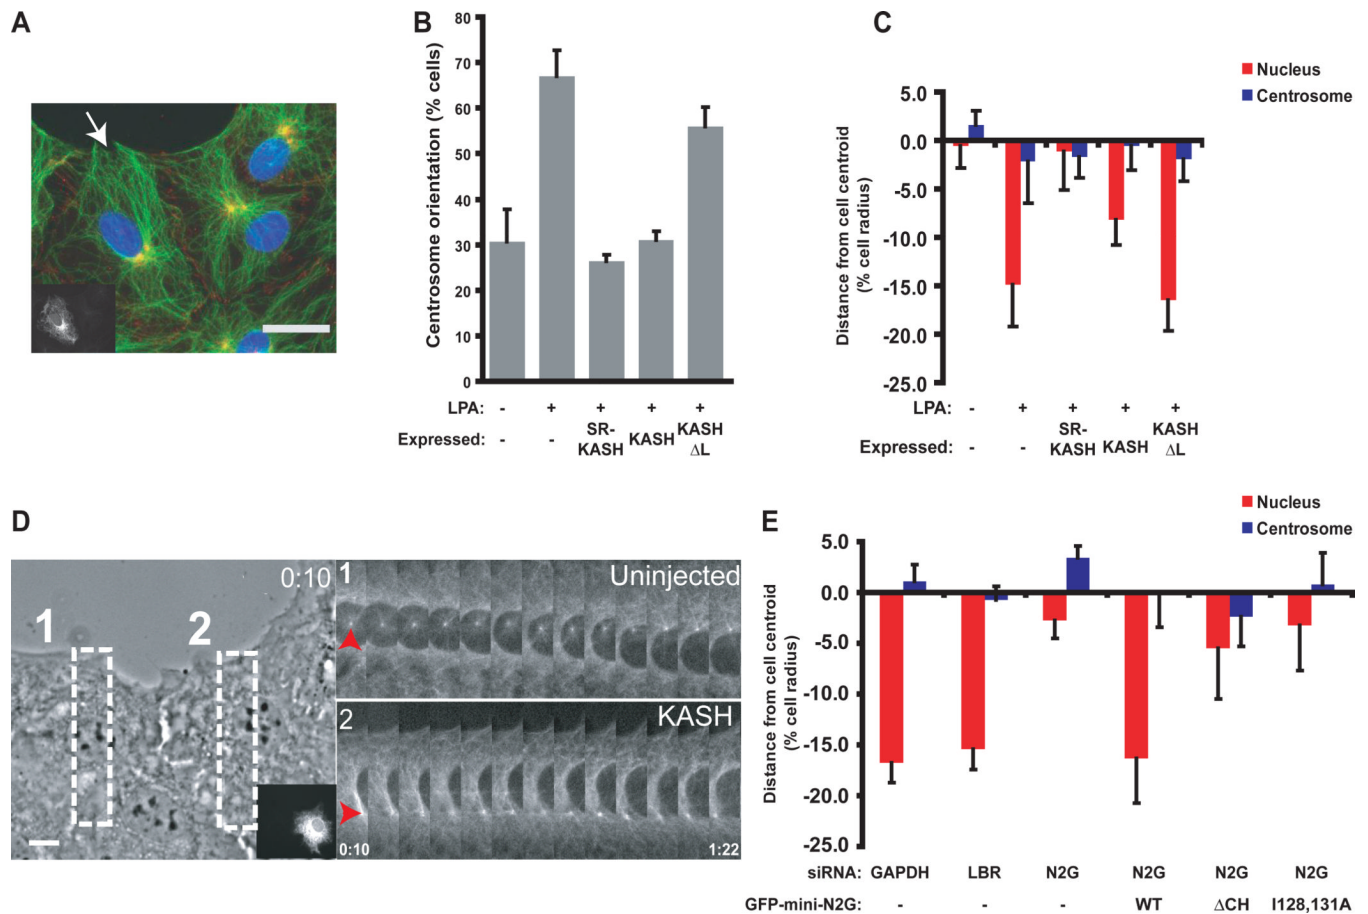 A
B
Centrosome orientation (% cells)
80
70
60
50
40
30
20
10
0
LPA: - + + + +
Expressed: - - SR-KASH KASH KASH ΔL
C
Nucleus
Centrosome
Distance from cell centroid
(% cell radius)
5.0
0.0
-5.0
-10.0
-15.0
-20.0
-25.0
LPA: - + + + +
Expressed: - - SR-KASH KASH KASH ΔL
D
0:10
1
2
1
Uninjected
2
KASH
0:10
1:22
E
Nucleus
Centrosome
Distance from cell centroid
(% cell radius)
5.0
0.0
-5.0
-10.0
-15.0
-20.0
-25.0
siRNA: GAPDH LBR N2G N2G N2G N2G
GFP-mini-N2G: - - - WT ΔCH I128,131A